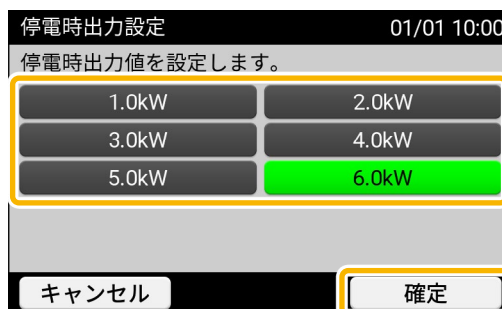 停電時出力設定 01/01 10:00
停電時出力値を設定します。
1.0kW 2.0kW
3.0kW 4.0kW
5.0kW 6.0kW
キャンセル 確定